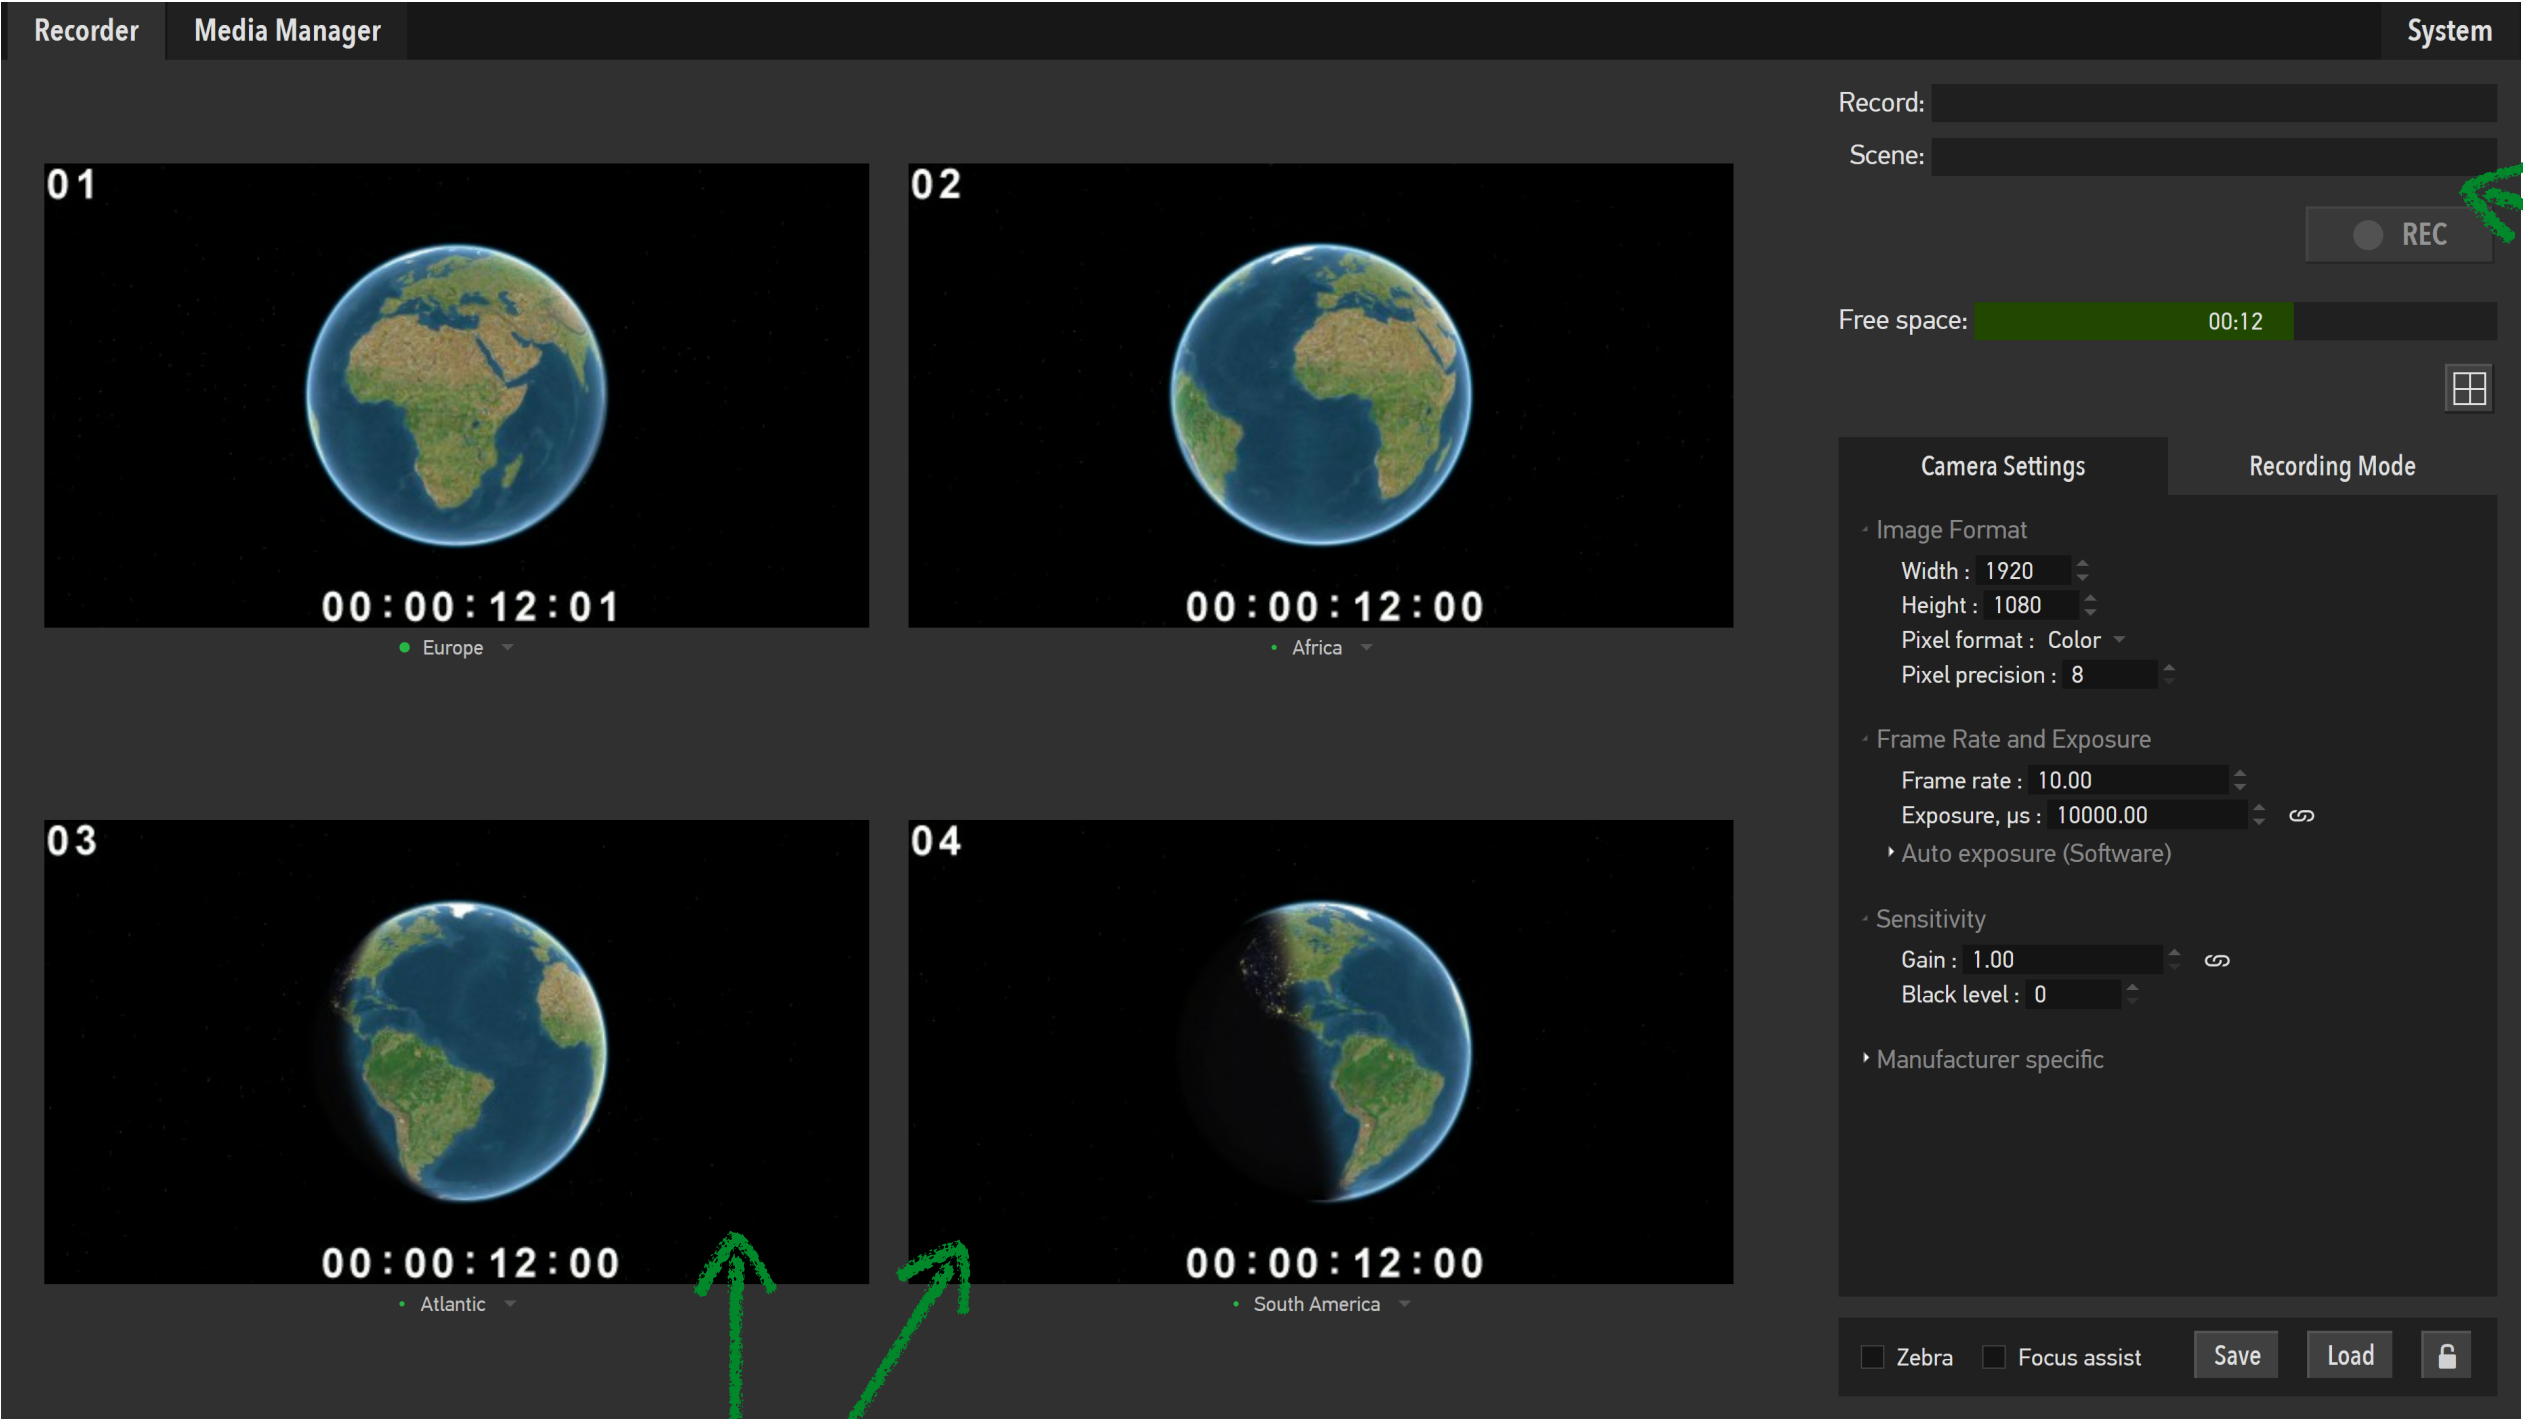 Recorder
Media Manager
System
Record:
Scene:
REC
Free space: 00:12
01
00:00:12:01
Europe
02
00:00:12:00
Africa
03
00:00:12:00
Atlantic
04
00:00:12:00
South America
Camera Settings
Recording Mode
Image Format
Width : 1920
Height : 1080
Pixel format : Color
Pixel precision : 8
Frame Rate and Exposure
Frame rate : 10.00
Exposure, µs : 10000.00
Auto exposure (Software)
Sensitivity
Gain : 1.00
Black level : 0
Manufacturer specific
Zebra
Focus assist
Save
Load